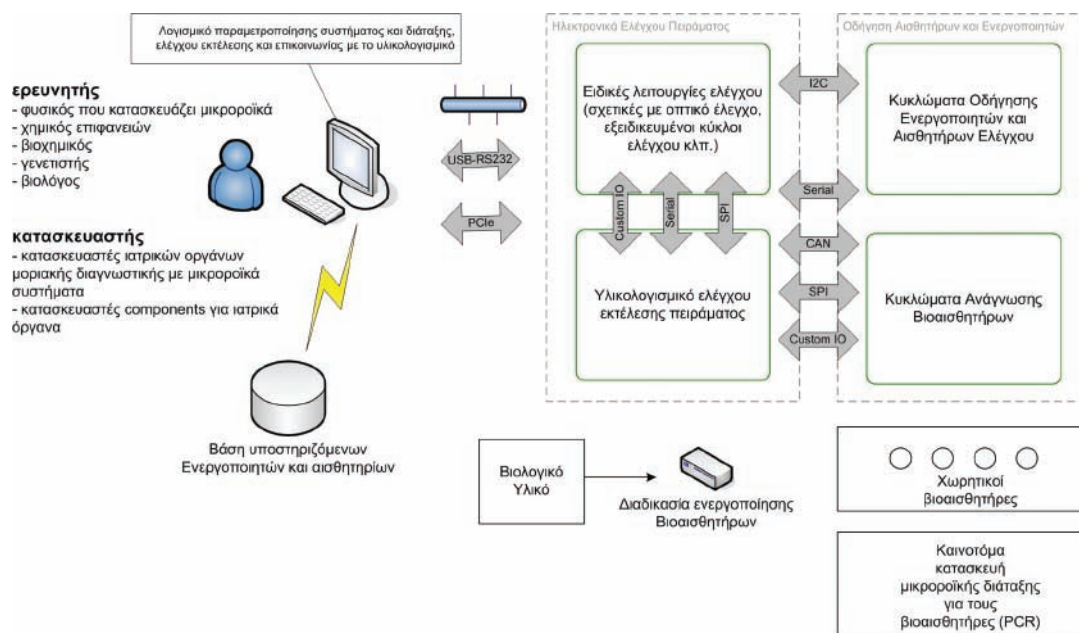 Λογισμικό παραμετροποίησης συστήματος και διάταξης,
ελέγχου εκτέλεσης και επικοινωνίας με το υλικολογισμικό
ερευνητής
- φυσικός που κατασκευάζει μικροροϊκά
- χημικός επιφανειών
- βιοχημικός
- γενετιστής
- βιολόγος
κατασκευαστής
- κατασκευαστές ιατρικών οργάνων
μοριακής διαγνωστικής με μικροροϊκά
συστήματα
- κατασκευαστές components για ιατρικά
όργανα
Βάση υποστηριζόμενων
Ενεργοποιητών και αισθητηρίων
USB-RS232
PCIe
Ηλεκτρονικά Ελέγχου Πειράματος
Ειδικές λειτουργίες ελέγχου
(σχετικές με οπτικό έλεγχο,
εξειδικευμένοι κύκλοι
ελέγχου κλπ.)
Custom IO
Serial
SPI
Υλικολογισμικό ελέγχου
εκτέλεσης πειράματος
I2C
Serial
CAN
SPI
Custom IO
Οδήγηση Αισθητήρων και Ενεργοποιητών
Κυκλώματα Οδήγησης
Ενεργοποιητών και
Αισθητήρων Ελέγχου
Κυκλώματα Ανάγνωσης
Βιοαισθητήρων
Βιολογικό
Υλικό
Διαδικασία ενεργοποίησης
Βιοαισθητήρων
Χωρητικοί
βιοαισθητήρες
Καινοτόμα
κατασκευή
μικροροϊκής διάταξης
για τους
βιοαισθητήρες (PCR)